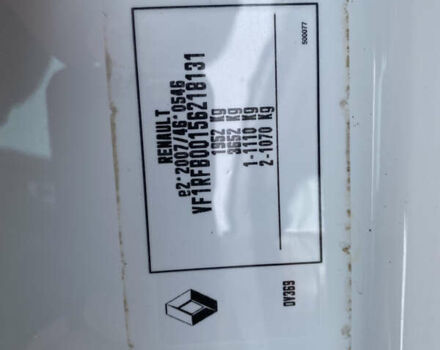 RENAULT
e2*2007/46*0546
VF1RFB00156218131
1952 Kg
3652 Kg
1-1110 Kg
2-1070 Kg
500077
DV369